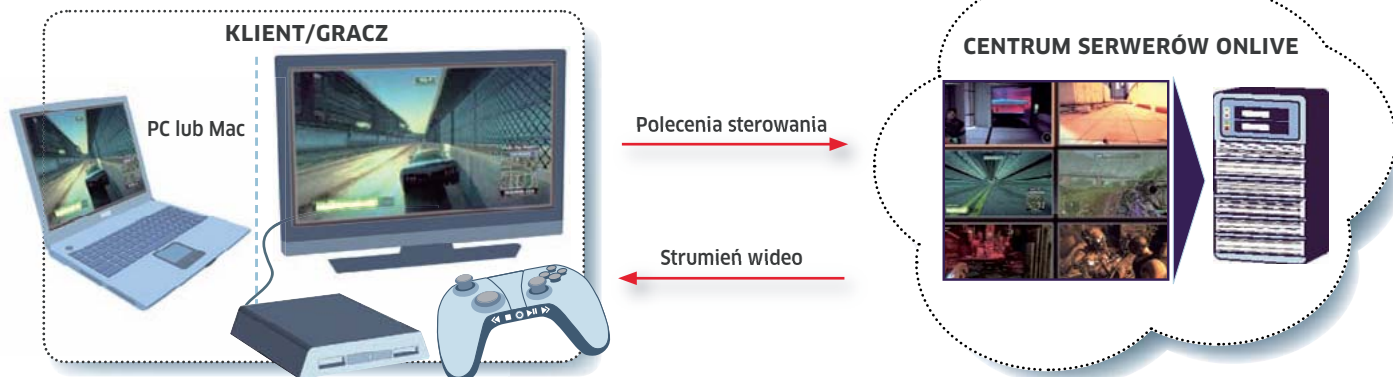 KLIENT/GRACZ
PC lub Mac
Polecenia sterowania
Strumień wideo
CENTRUM SERWERÓW ONLIVE